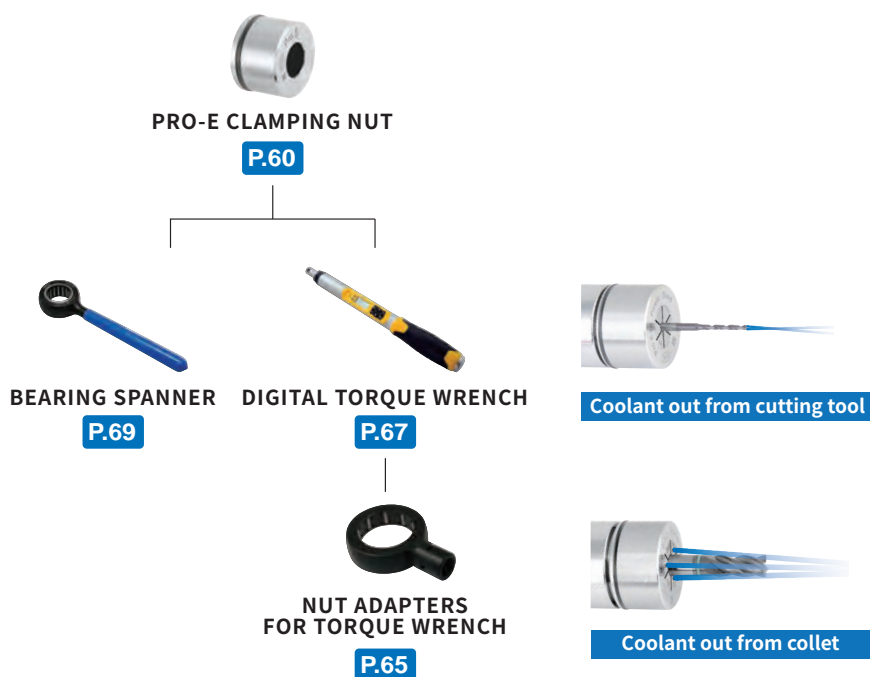 PRO-E CLAMPING NUT
P.60
BEARING SPANNER
P.69
DIGITAL TORQUE WRENCH
P.67
NUT ADAPTERS
FOR TORQUE WRENCH
P.65
Coolant out from cutting tool
Coolant out from collet